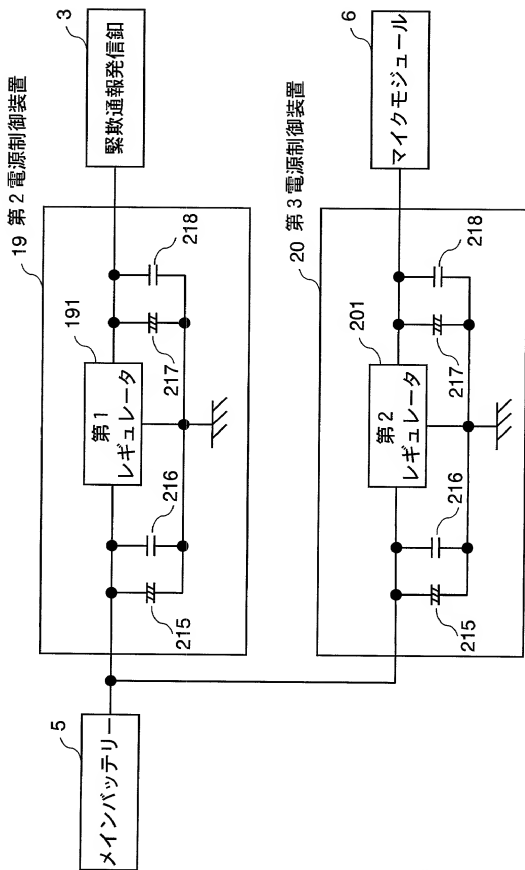 5
メインバッテリー
19 第2電源制御装置
191
第1
レギュレータ
215
216
217
218
3
緊欺通報発信釦
20 第3電源制御装置
201
第2
レギュレータ
215
216
217
218
6
マイクモジュール